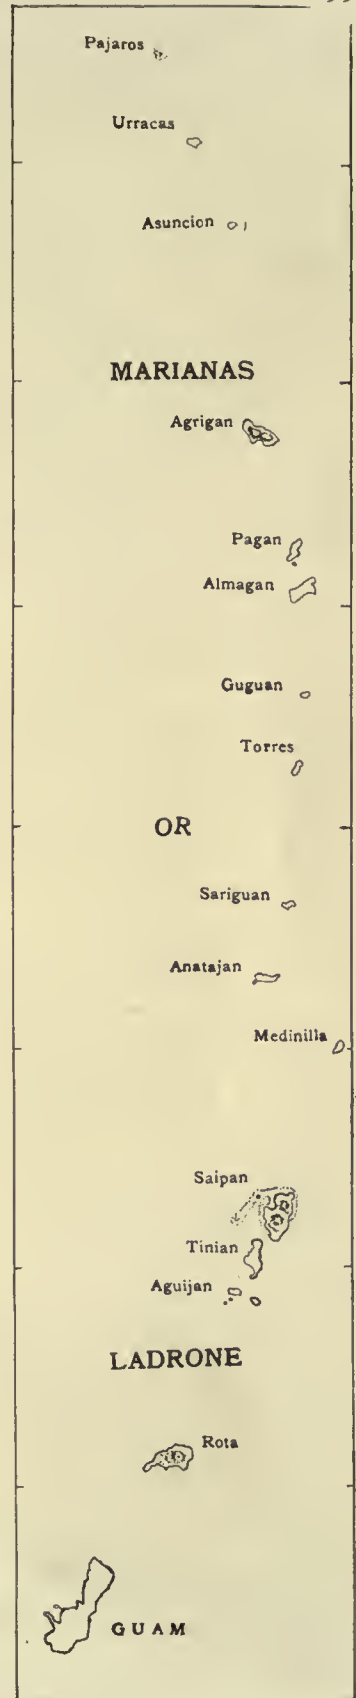 Pajaros
Urracas
Asuncion
MARIANAS
Agrigan
Pagan
Almagan
Guguan
Torres
OR
Sariguan
Anatajan
Medinilla
Saipan
Tinian
Aguijan
LADRONE
Rota
GUAM